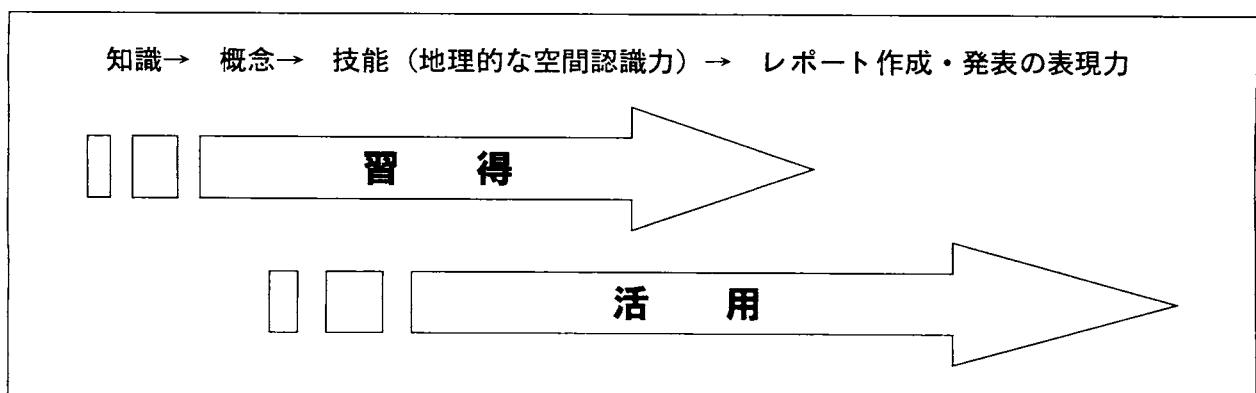 知識→ 概念→ 技能（地理的な空間認識力）→ レポート作成・発表の表現力
習 得
活 用